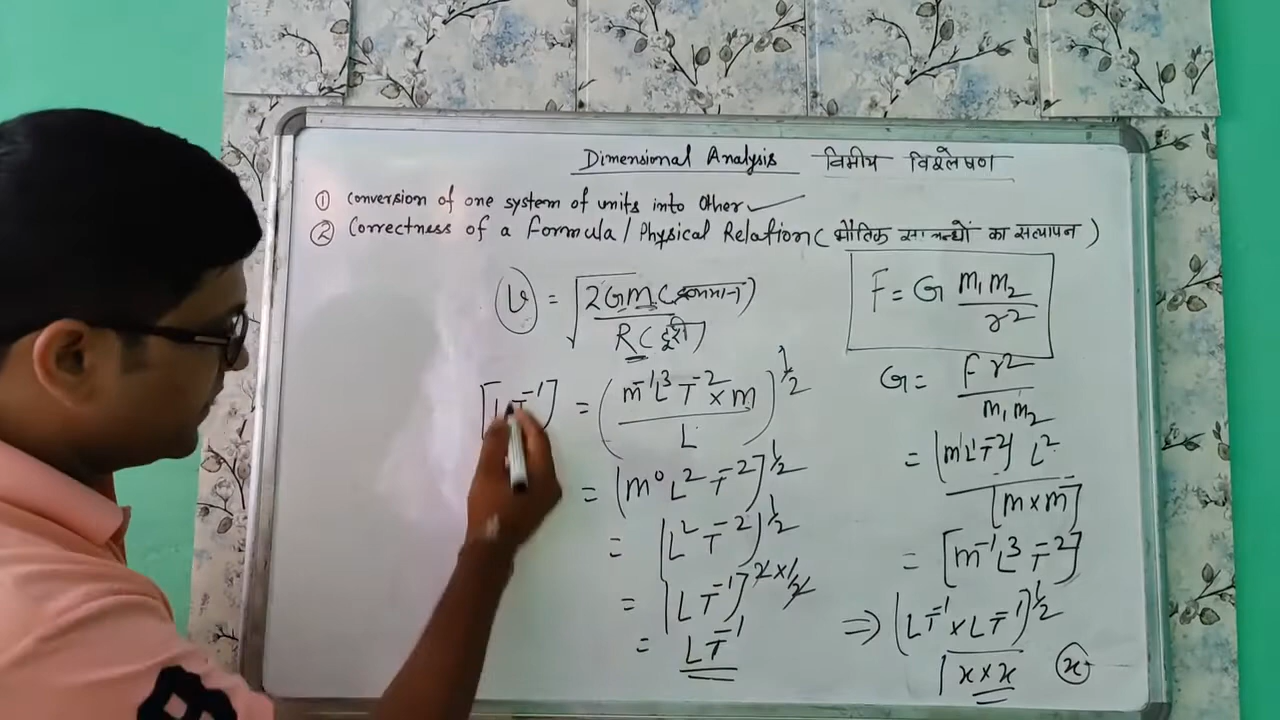 Dimensional Analysis विमीय विश्लेषण
① Conversion of one system of units into Other ✓
② Correctness of a Formula / Physical Relation (भौतिक सम्बन्धों का सत्यापन)
v = √(2GM(द्रव्यमान) / R(दूरी))
[LT⁻¹] = (M⁻¹L³T⁻² × M / L)^1/2
= [M⁰L²T⁻²]^1/2
= [L²T⁻²]^1/2
= [LT⁻¹]^2×1/2
= LT⁻¹
F = G m₁m₂ / r²
G = F r² / m₁m₂
= [M¹L¹T⁻²] L² / [M×M]
= [M⁻¹L³T⁻²]
⇒ [LT⁻¹×LT⁻¹]^1/2
√x×x x